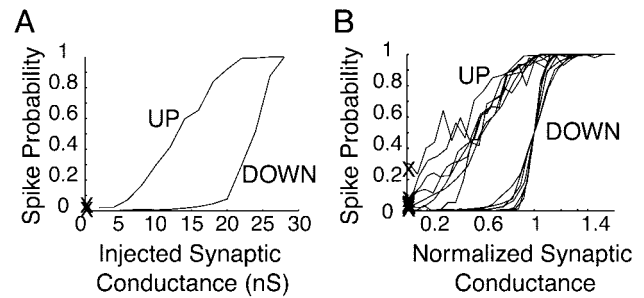 A
B
Spike Probability
1
0.8
0.6
0.4
0.2
0
UP
DOWN
X
0 5 10 15 20 25 30
Injected Synaptic
Conductance (nS)
Spike Probability
1
0.8
0.6
0.4
0.2
0
UP
DOWN
X
0.2 0.6 1 1.4
Normalized Synaptic
Conductance